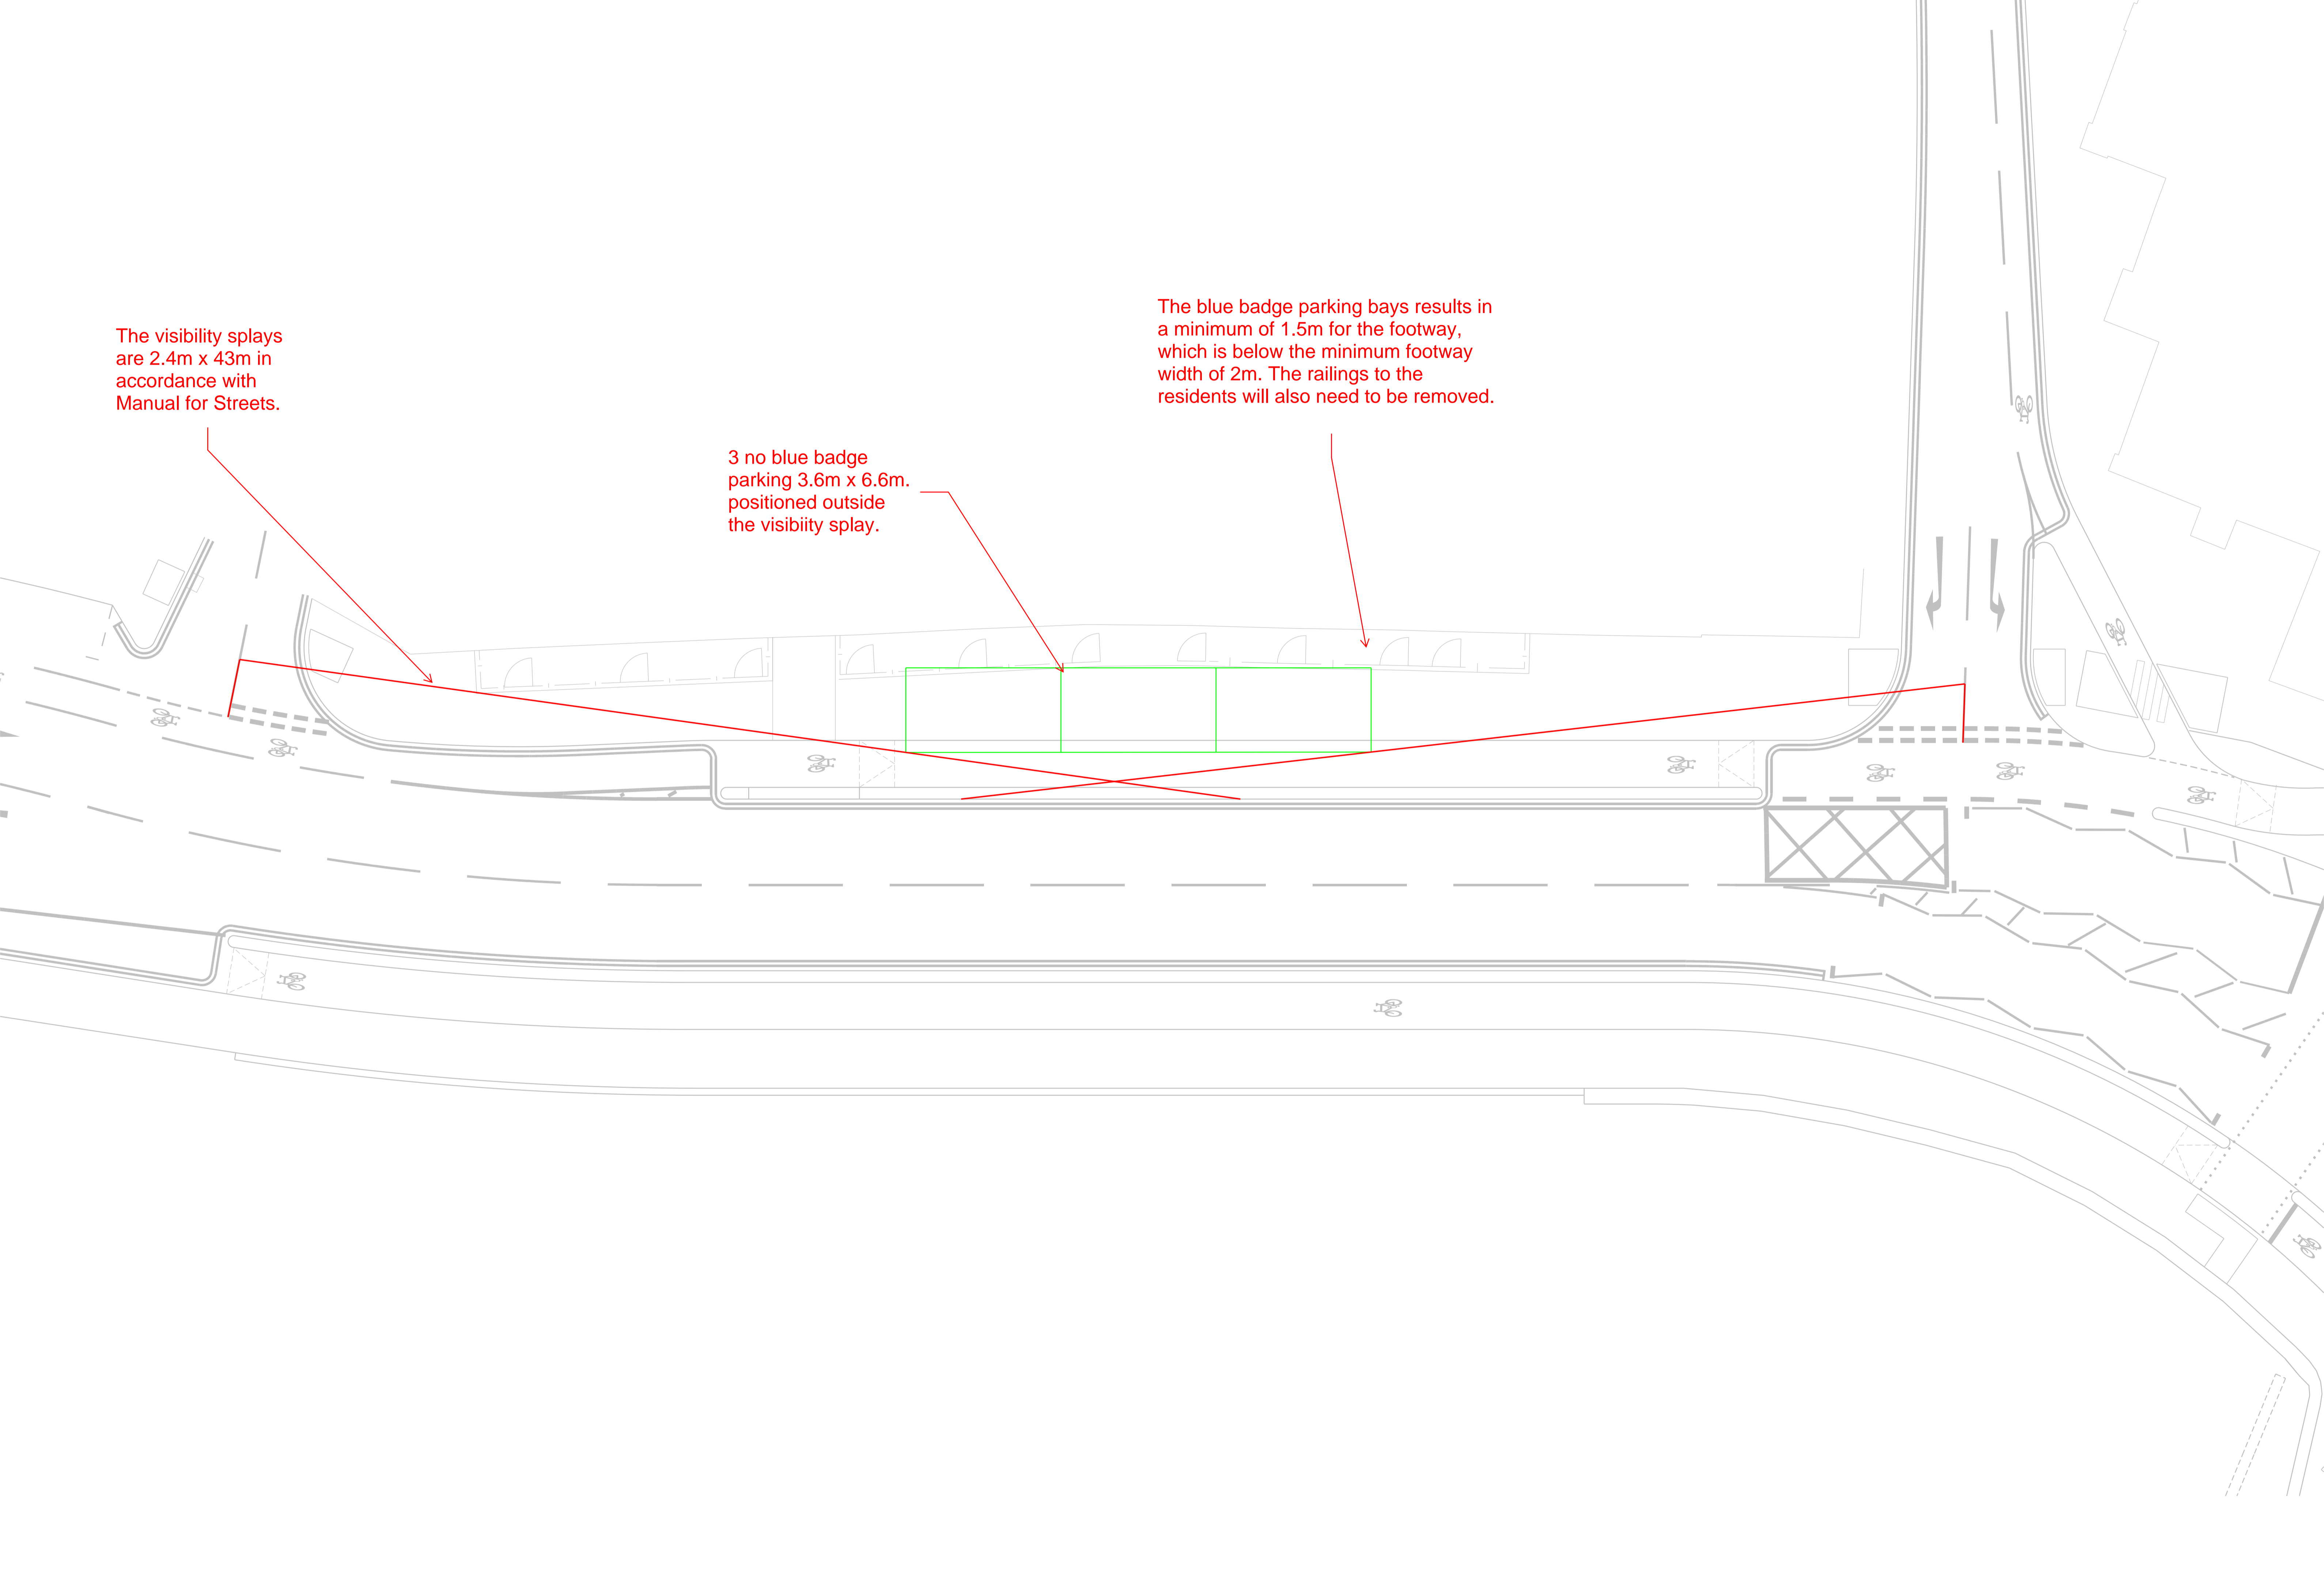 The visibility splays
are 2.4m x 43m in
accordance with
Manual for Streets.
3 no blue badge
parking 3.6m x 6.6m.
positioned outside
the visibiity splay.
The blue badge parking bays results in
a minimum of 1.5m for the footway,
which is below the minimum footway
width of 2m. The railings to the
residents will also need to be removed.